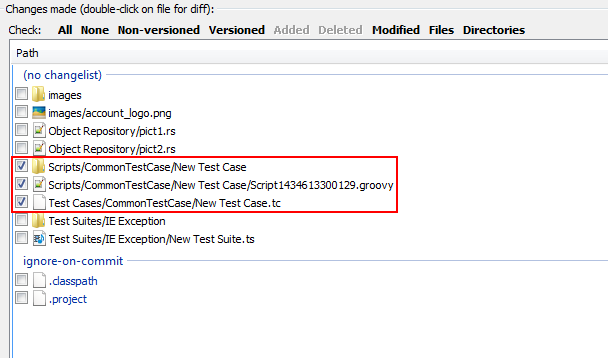 Changes made (double-click on file for diff):
Check: All None Non-versioned Versioned Added Deleted Modified Files Directories
Path
(no changelist)
images
images/account_logo.png
Object Repository/pict1.rs
Object Repository/pict2.rs
Scripts/CommonTestCase/New Test Case
Scripts/CommonTestCase/New Test Case/Script1434613300129.groovy
Test Cases/CommonTestCase/New Test Case.tc
Test Suites/IE Exception
Test Suites/IE Exception/New Test Suite.ts
ignore-on-commit
.classpath
.project